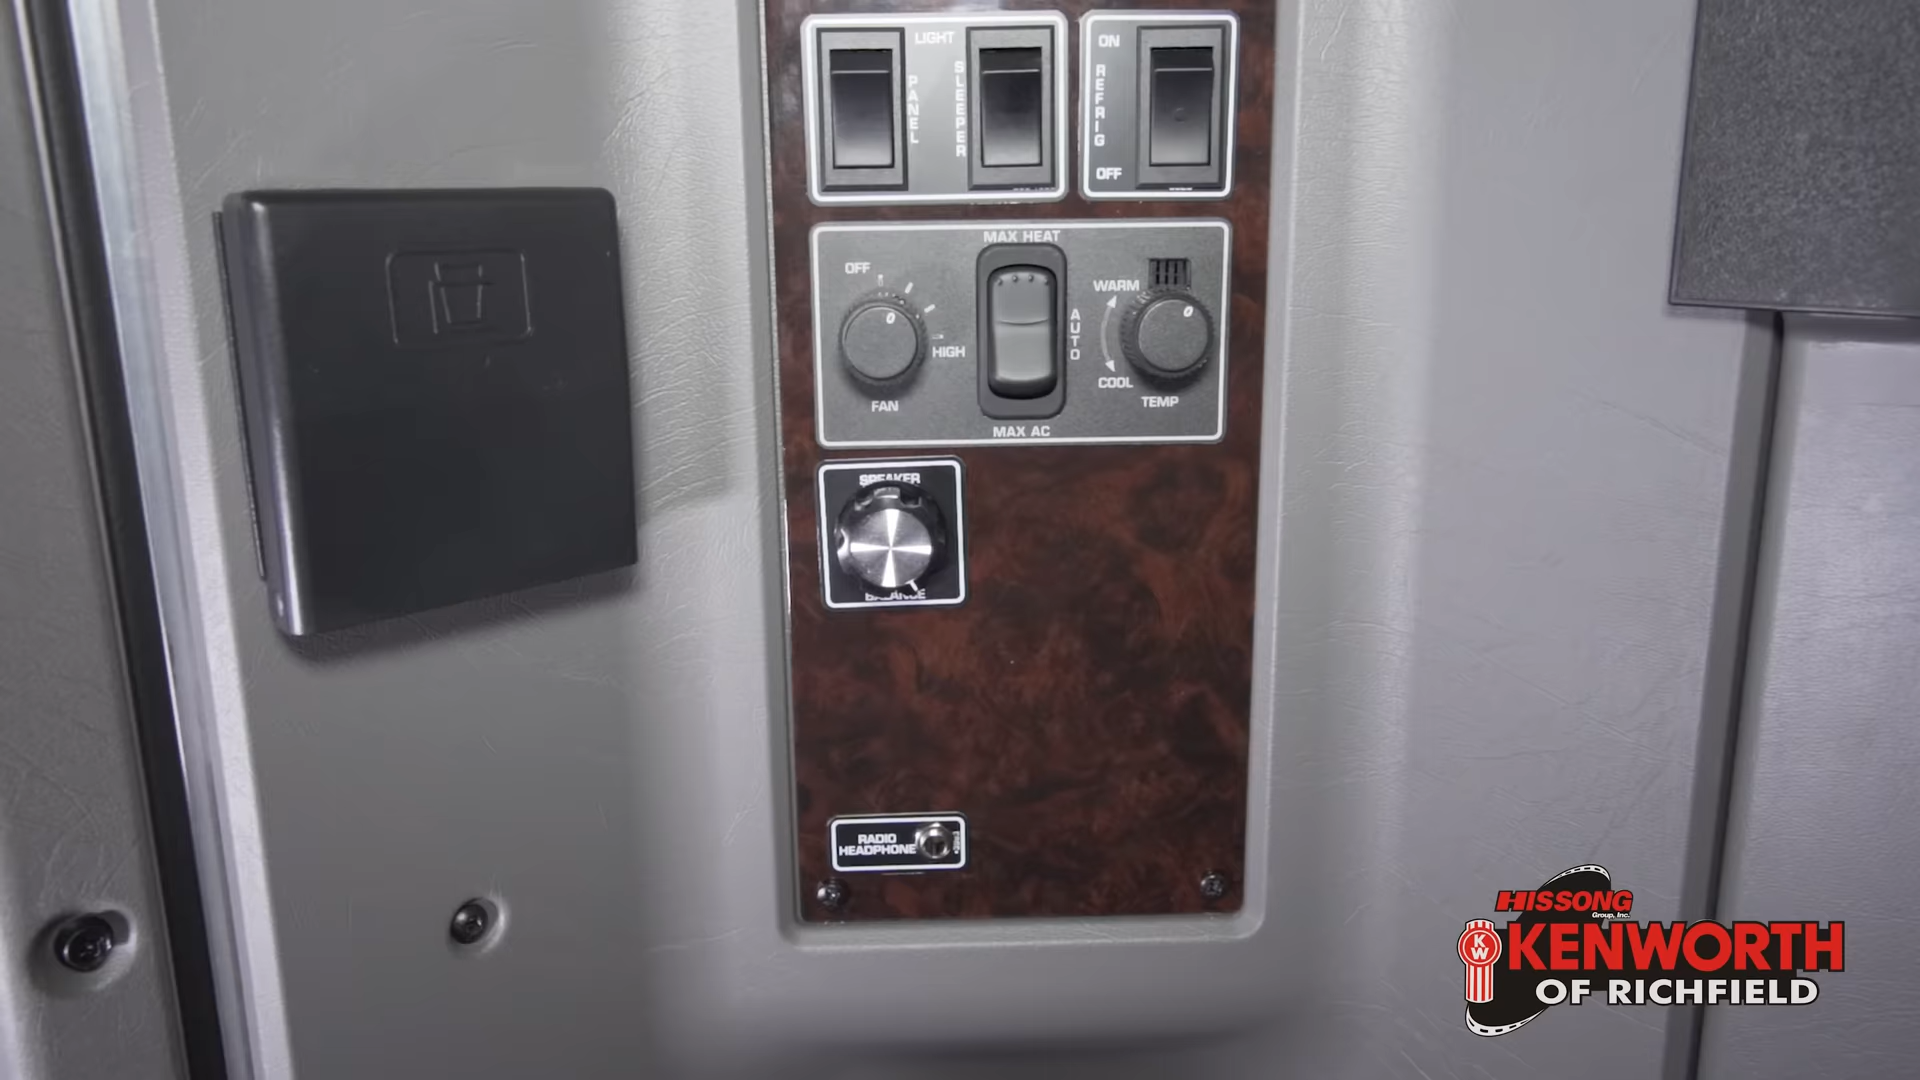 LIGHT
PANEL
SLEEPER
ON
REFRIG
OFF
MAX HEAT
OFF
HIGH
FAN
AUTO
WARM
COOL
TEMP
MAX AC
SPEAKER
BALANCE
RADIO
HEADPHONE
HISSONG
Group, Inc.
KW
KENWORTH
OF RICHFIELD